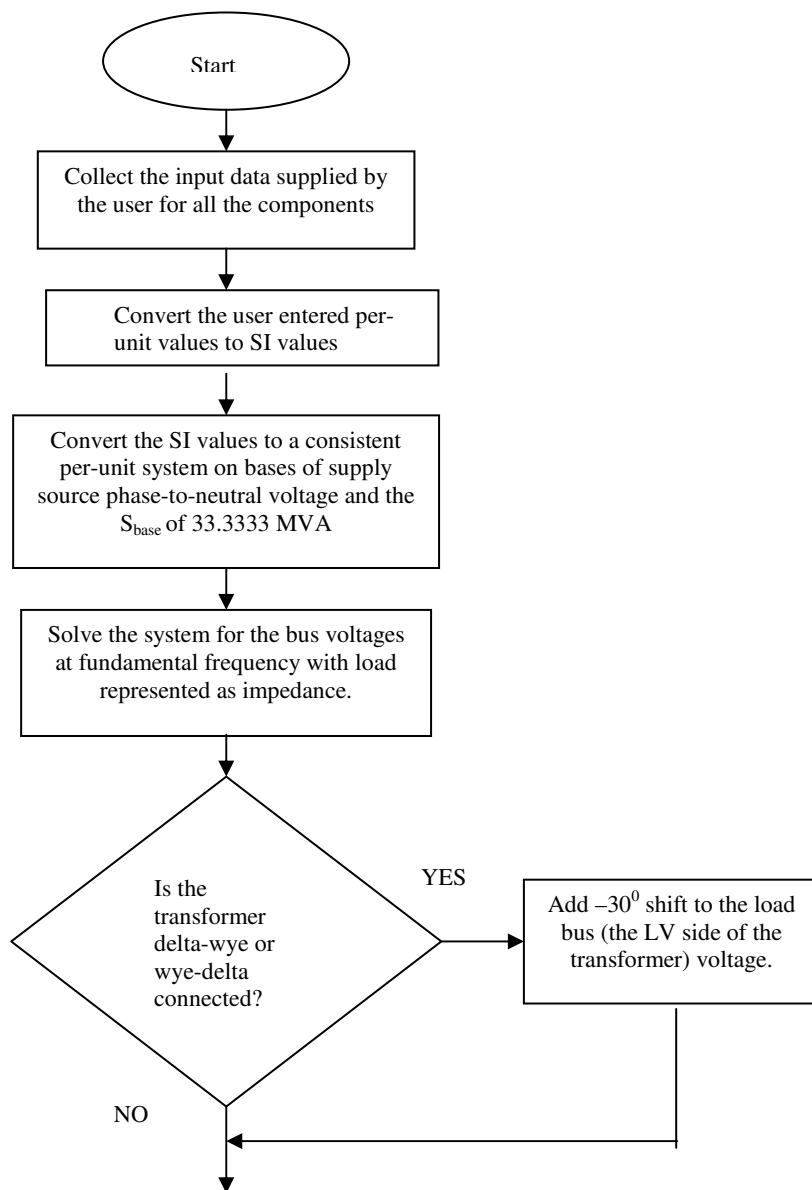 Start
Collect the input data supplied by
the user for all the components
Convert the user entered per-
unit values to SI values
Convert the SI values to a consistent
per-unit system on bases of supply
source phase-to-neutral voltage and the
S_base of 33.3333 MVA
Solve the system for the bus voltages
at fundamental frequency with load
represented as impedance.
Is the
transformer
delta-wye or
wye-delta
connected?
YES
Add –30⁰ shift to the load
bus (the LV side of the
transformer) voltage.
NO